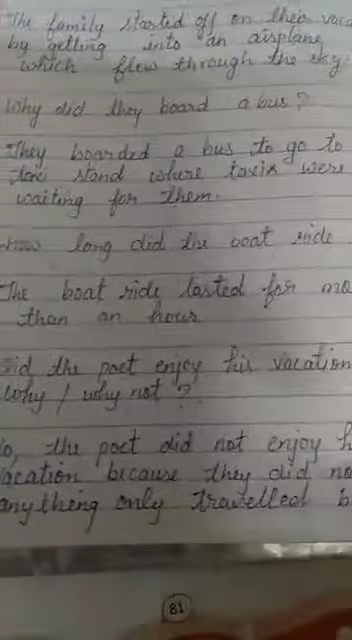 The family started off on their vaca
by getting into an airplane
which flew through the sky.
Why did they board a bus?
They boarded a bus to go to
stand where taxis were
waiting for them.
How long did the boat ride
The boat ride lasted for mo
than an hour
Did the poet enjoy his vacation
Why / why not ?
No, the poet did not enjoy h
vacation because they did no
anything only travelled b
81